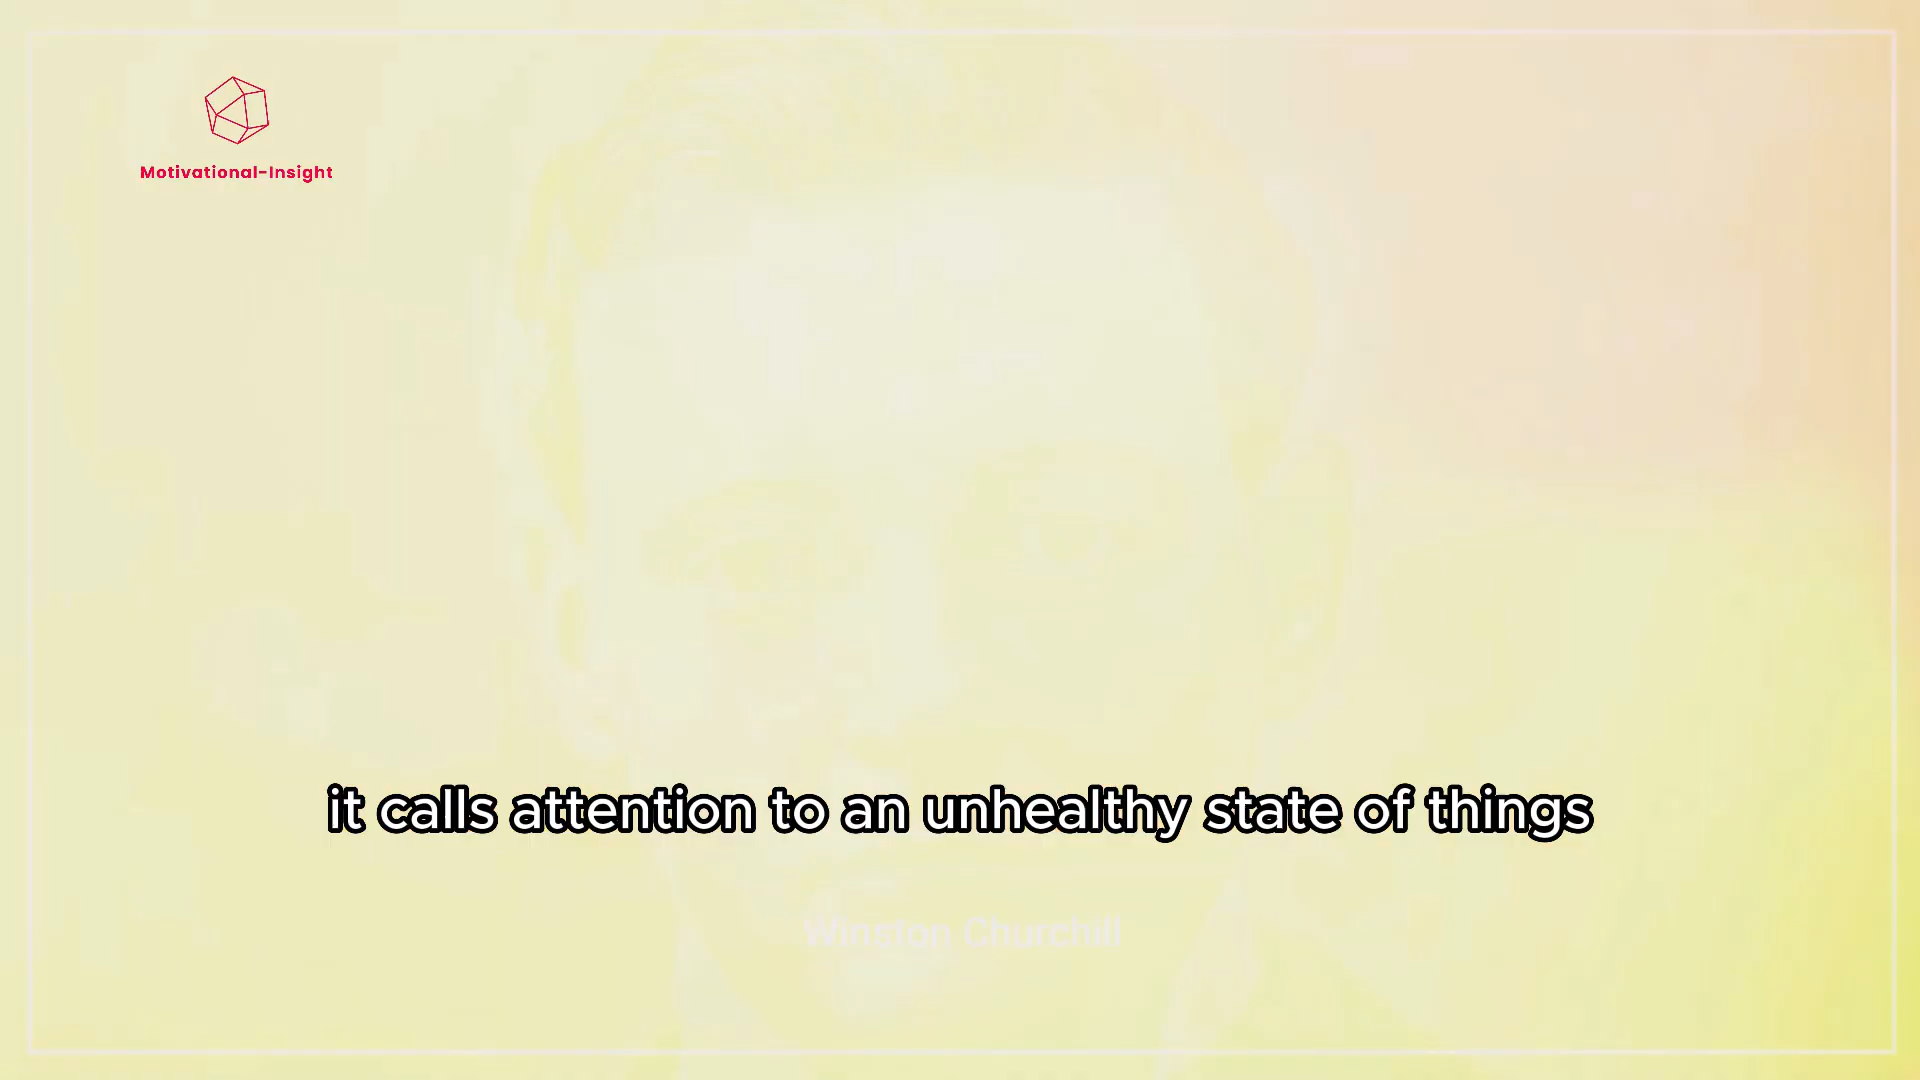 Motivational-Insight
it calls attention to an unhealthy state of things
Winston Churchill